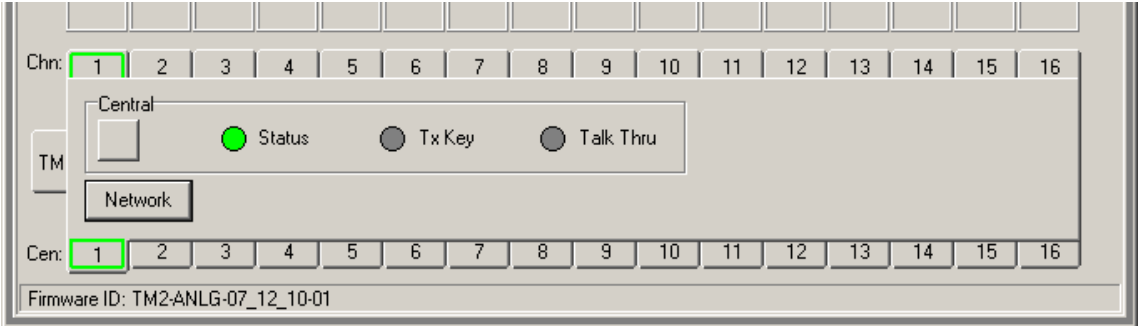 Chn: 1 2 3 4 5 6 7 8 9 10 11 12 13 14 15 16
Central
Status Tx Key Talk Thru
TM
Network
Cen: 1 2 3 4 5 6 7 8 9 10 11 12 13 14 15 16
Firmware ID: TM2-ANLG-07_12_10-01